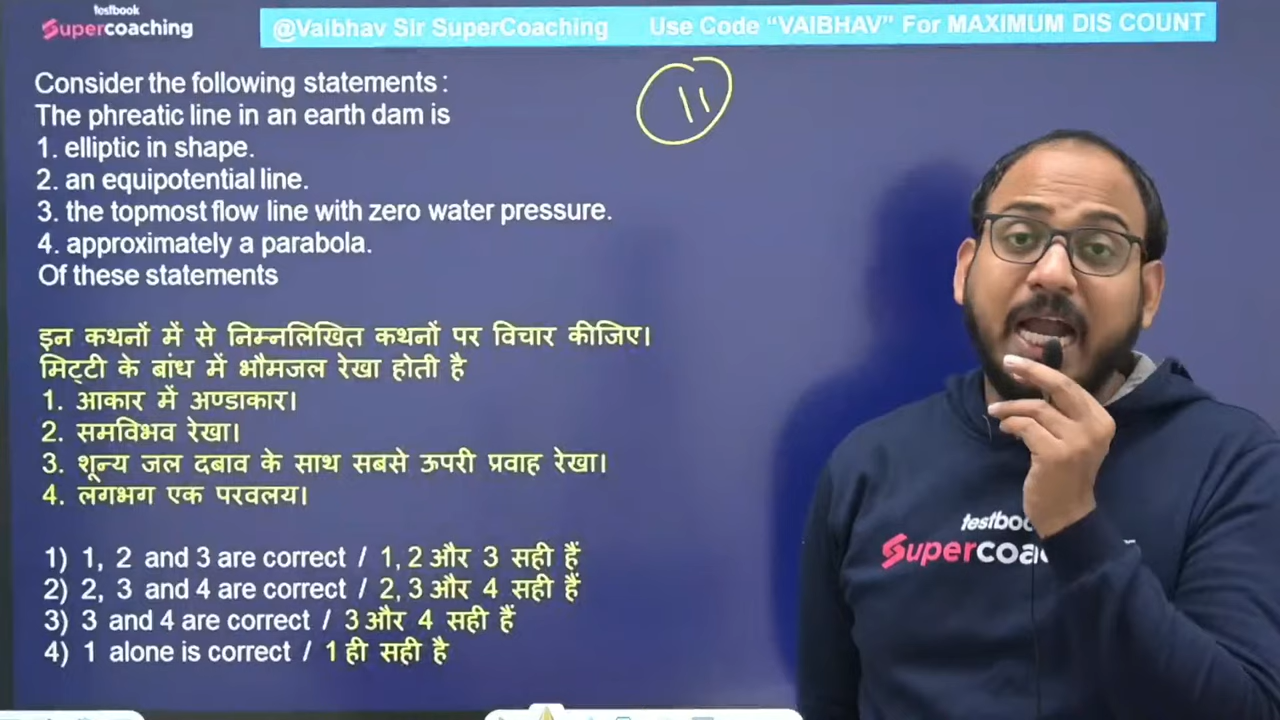 testbook
Supercoaching
@Vaibhav Sir SuperCoaching Use Code "VAIBHAV" For MAXIMUM DIS COUNT
11
Consider the following statements :
The phreatic line in an earth dam is
1. elliptic in shape.
2. an equipotential line.
3. the topmost flow line with zero water pressure.
4. approximately a parabola.
Of these statements
इन कथनों में से निम्नलिखित कथनों पर विचार कीजिए।
मिट्टी के बांध में भौमजल रेखा होती है
1. आकार में अण्डाकार।
2. समविभव रेखा।
3. शून्य जल दबाव के साथ सबसे ऊपरी प्रवाह रेखा।
4. लगभग एक परवलय।
1) 1, 2 and 3 are correct / 1, 2 और 3 सही हैं
2) 2, 3 and 4 are correct / 2, 3 और 4 सही हैं
3) 3 and 4 are correct / 3 और 4 सही हैं
4) 1 alone is correct / 1 ही सही है
testboo
Supercoa